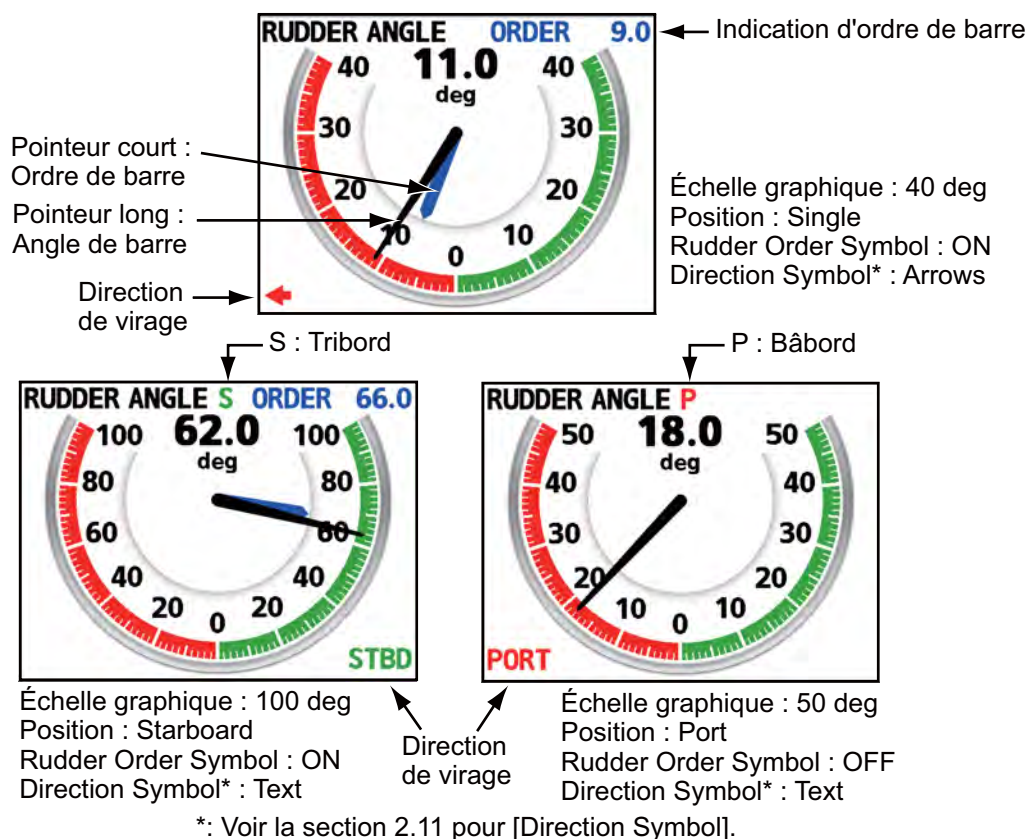 RUDDER ANGLE ORDER 9.0
Indication d'ordre de barre
11.0
deg
40 40
30 30
20 20
10 10
0
Pointeur court :
Ordre de barre
Pointeur long :
Angle de barre
Direction
de virage
Échelle graphique : 40 deg
Position : Single
Rudder Order Symbol : ON
Direction Symbol* : Arrows
S : Tribord
P : Bâbord
RUDDER ANGLE S ORDER 66.0
62.0
deg
100 100
80 80
60 60
40 40
20 20
0
STBD
Échelle graphique : 100 deg
Position : Starboard
Rudder Order Symbol : ON
Direction Symbol* : Text
RUDDER ANGLE P
18.0
deg
50 50
40 40
30 30
20 20
10 10
0
PORT
Direction
de virage
Échelle graphique : 50 deg
Position : Port
Rudder Order Symbol : OFF
Direction Symbol* : Text
*: Voir la section 2.11 pour [Direction Symbol].